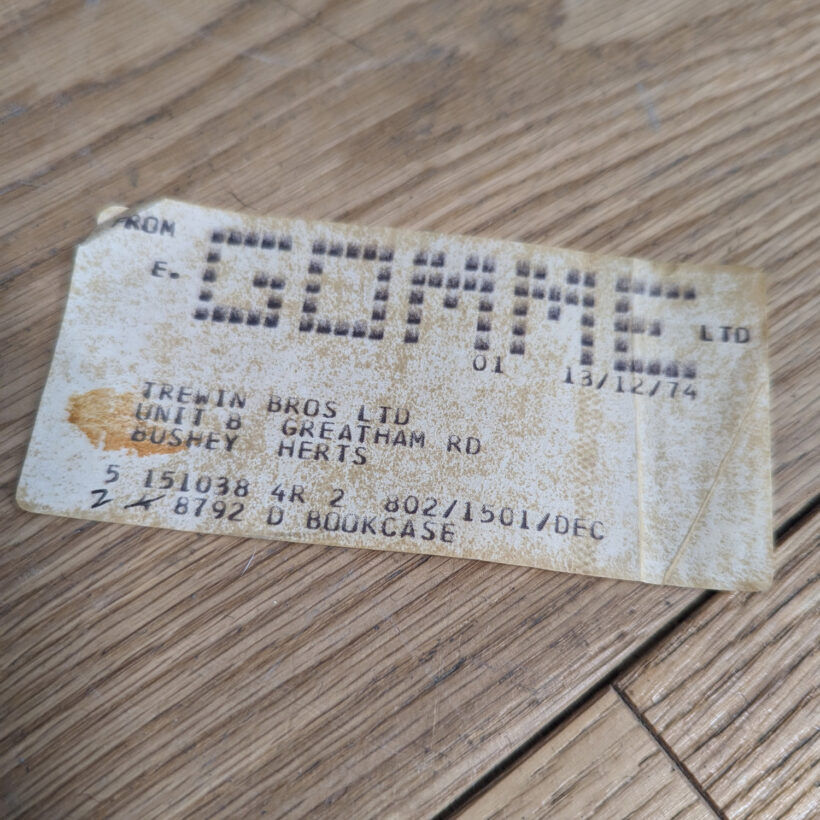 FROM
E. GOMME LTD
01 13/12/74
TREWIN BROS LTD
UNIT B GREATHAM RD
BUSHEY HERTS
5 151038 4R 2 802/1501/DEC
2 8792 D BOOKCASE